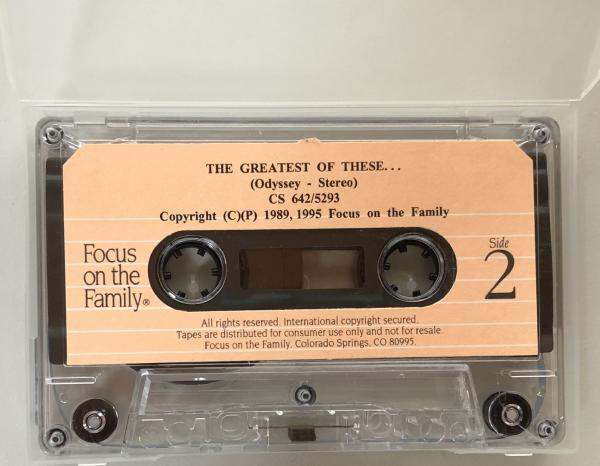 THE GREATEST OF THESE...
(Odyssey - Stereo)
CS 642/5293
Copyright (C)(P) 1989, 1995 Focus on the Family
Focus
on the
Family®
Side
2
All rights reserved. International copyright secured.
Tapes are distributed for consumer use only and not for resale.
Focus on the Family, Colorado Springs, CO 80995.